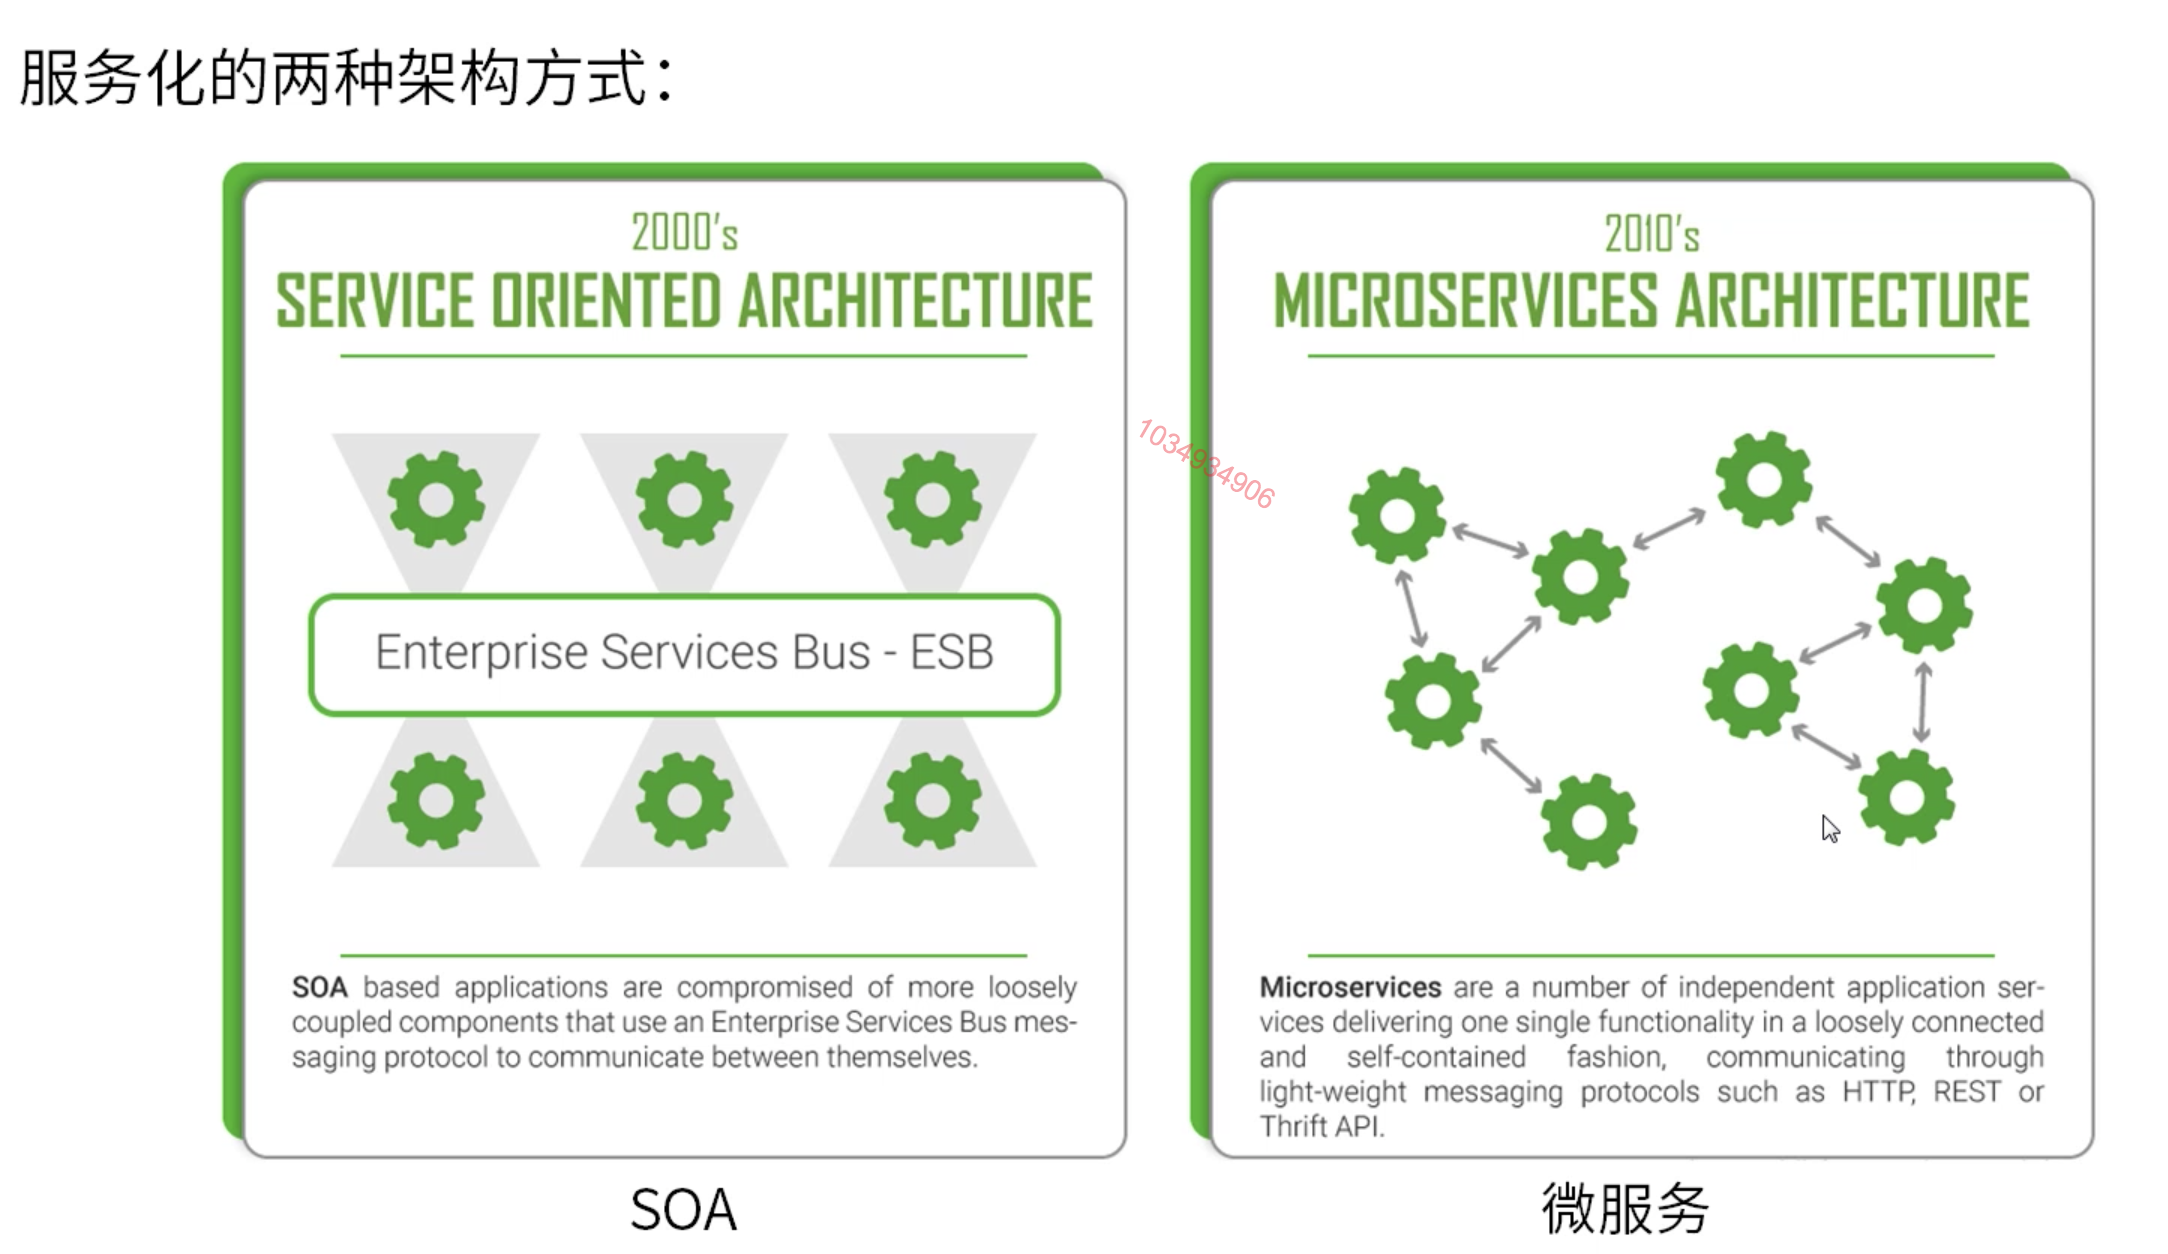 服务化的两种架构方式：
2000's
SERVICE ORIENTED ARCHITECTURE
Enterprise Services Bus - ESB
SOA based applications are compromised of more loosely
coupled components that use an Enterprise Services Bus mes-
saging protocol to communicate between themselves.
SOA
1034934906
2010's
MICROSERVICES ARCHITECTURE
Microservices are a number of independent application ser-
vices delivering one single functionality in a loosely connected
and self-contained fashion, communicating through
light-weight messaging protocols such as HTTP, REST or
Thrift API.
微服务